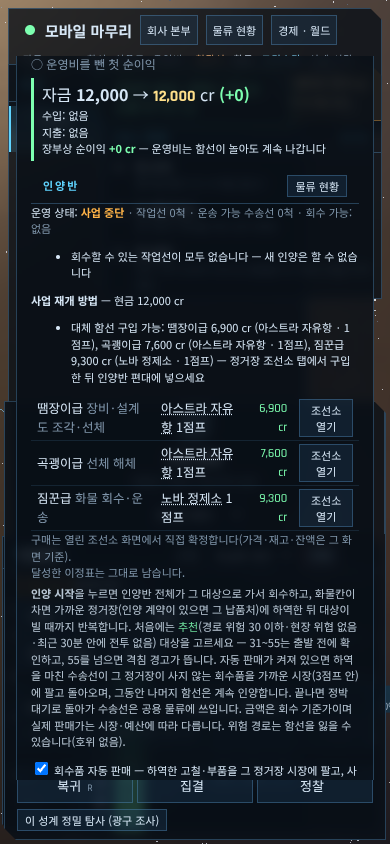 모바일 마무리
회사 본부
물류 현황
경제 · 월드
○ 운영비를 뺀 첫 순이익
자금 12,000 → 12,000 cr (+0)
수입: 없음
지출: 없음
장부상 순이익 +0 cr — 운영비는 함선이 놀아도 계속 나갑니다
인양반
물류 현황
운영 상태: 사업 중단 · 작업선 0척 · 운송 가능 수송선 0척 · 회수 가능:
없음
• 회수할 수 있는 작업선이 모두 없습니다 — 새 인양은 할 수 없습
니다
사업 재개 방법 — 현금 12,000 cr
• 대체 함선 구입 가능: 땜장이급 6,900 cr (아스트라 자유항 · 1
점프), 곡괭이급 7,600 cr (아스트라 자유항 · 1점프), 짐꾼급
9,300 cr (노바 정제소 · 1점프) — 정거장 조선소 탭에서 구입
한 뒤 인양반 편대에 넣으세요
땜장이급 장비·설계
도 조각·선체
아스트라 자유
항 1점프
6,900
cr
조선소
열기
곡괭이급 선체 해체
아스트라 자유
항 1점프
7,600
cr
조선소
열기
짐꾼급 화물 회수·운
송
노바 정제소 1
점프
9,300
cr
조선소
열기
구매는 열린 조선소 화면에서 직접 확정합니다(가격·재고·잔액은 그 화
면 기준).
달성한 이정표는 그대로 남습니다.
인양 시작을 누르면 인양반 전체가 그 대상으로 가서 회수하고, 화물칸이
차면 가까운 정거장(인양 계약이 있으면 그 납품처)에 하역한 뒤 대상이
빌 때까지 반복합니다. 처음에는 추천(경로 위험 30 이하·현장 위협 없음
·최근 30분 안에 전투 없음) 대상을 고르세요 — 31~55는 출발 전에 확
인하고, 55를 넘으면 격침 경고가 뜹니다. 자동 판매가 켜져 있으면 하역
을 마친 수송선이 그 정거장이 사지 않는 회수품을 가까운 시장(3점프 안)
에 팔고 돌아오며, 그동안 나머지 함선은 계속 인양합니다. 끝나면 정박
대기로 돌아가 수송선은 공용 물류에 쓰입니다. 금액은 회수 기준가이며
실제 판매가는 시장·예산에 따라 다릅니다. 위험 경로는 함선을 잃을 수
있습니다(호위 없음).
회수품 자동 판매 — 하역한 고철·부품을 그 정거장 시장에 팔고, 사
복귀 R
집결
정찰
이 성계 정밀 탐사 (광구 조사)